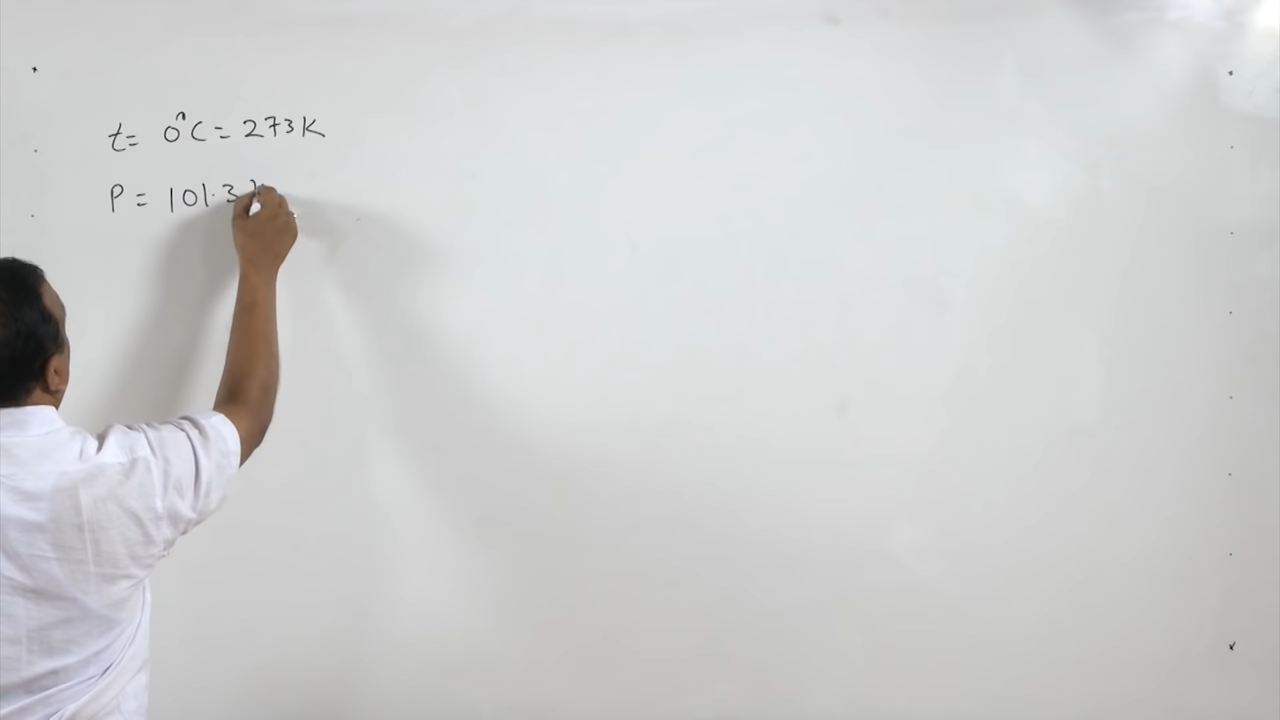 t= 0°C = 273K
P = 101.3